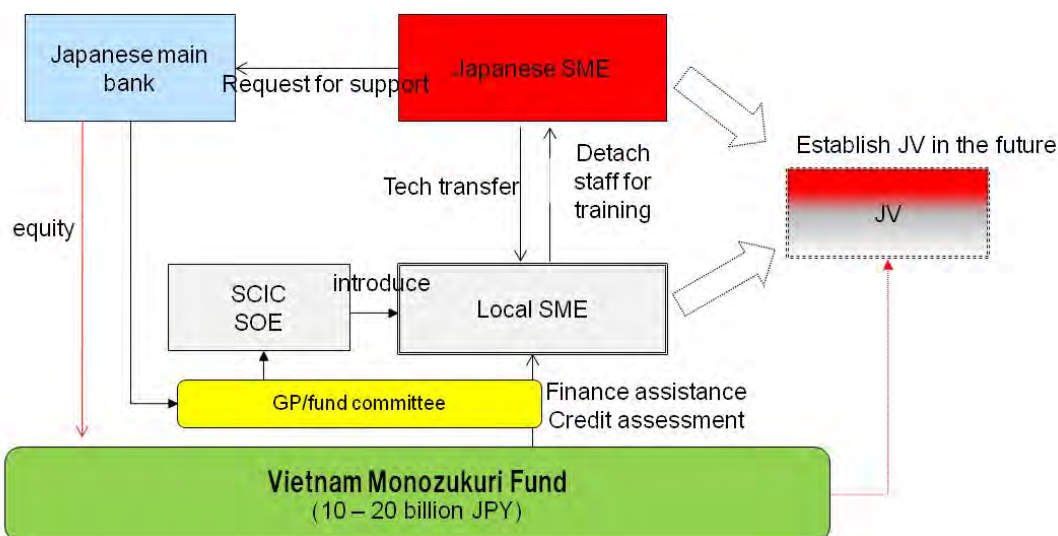 Japanese main
bank
Request for support
Japanese SME
Establish JV in the future
JV
Tech transfer
Detach
staff for
training
equity
SCIC
SOE
introduce
Local SME
GP/fund committee
Finance assistance
Credit assessment
Vietnam Monozukuri Fund
(10 – 20 billion JPY)